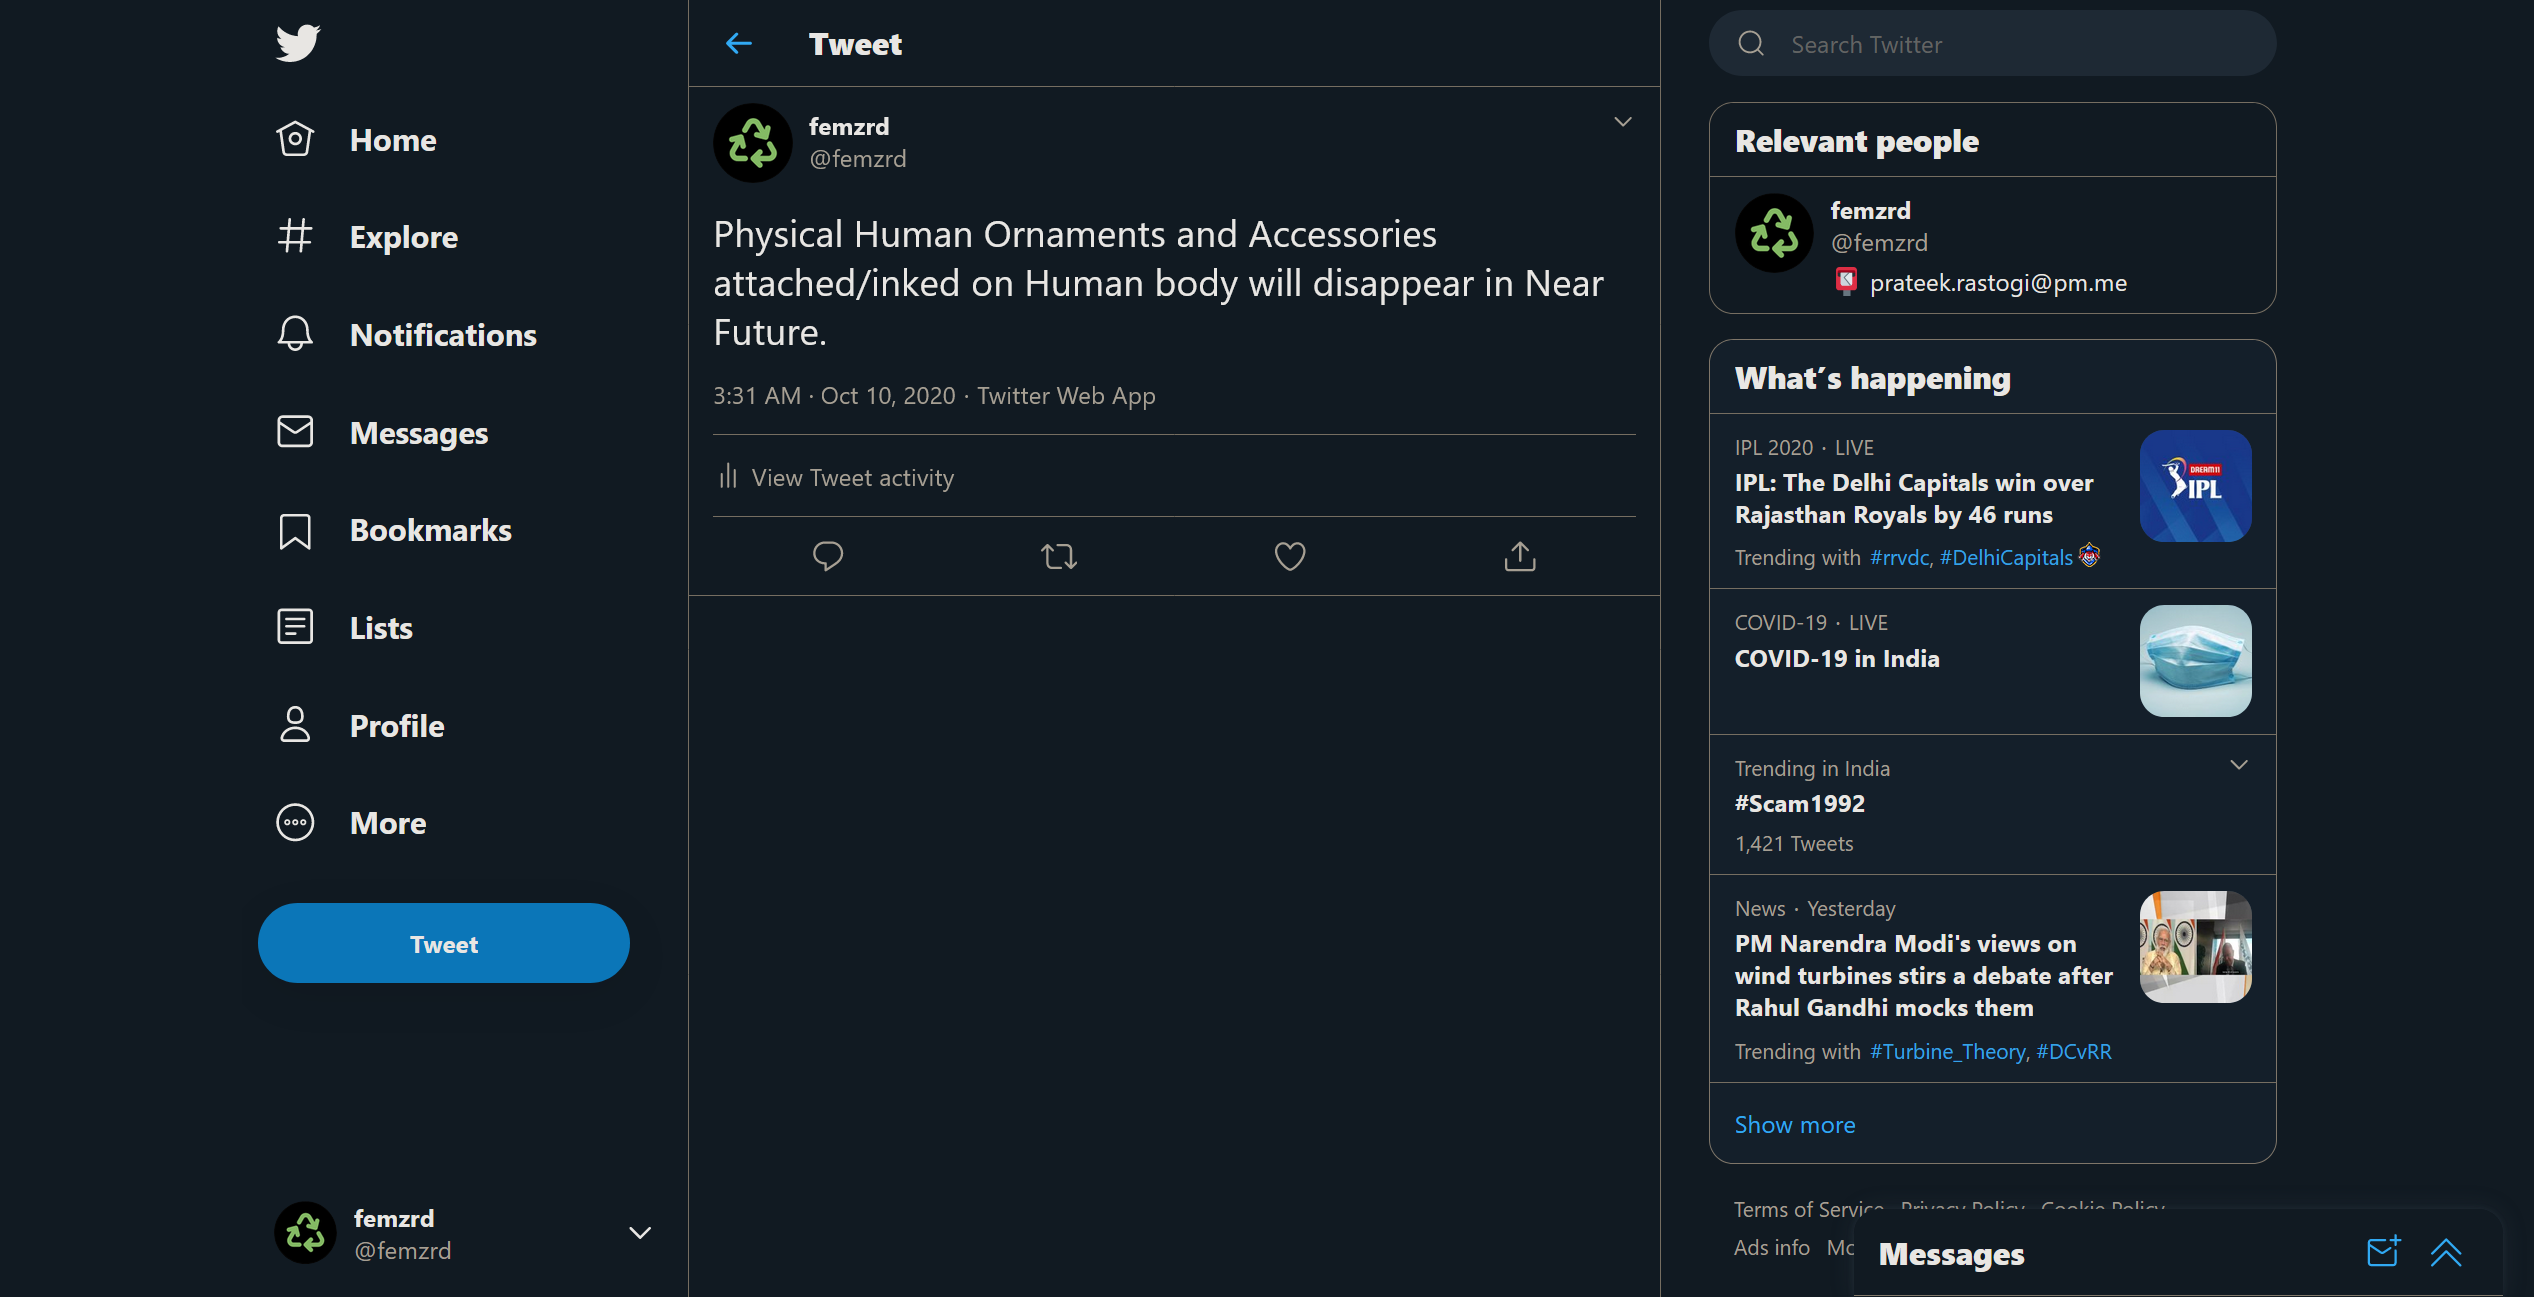 Home
Explore
Notifications
Messages
Bookmarks
Lists
Profile
More
Tweet
femzrd
@femzrd
Tweet
femzrd
@femzrd
Physical Human Ornaments and Accessories
attached/inked on Human body will disappear in Near
Future.
3:31 AM · Oct 10, 2020 · Twitter Web App
View Tweet activity
Search Twitter
Relevant people
femzrd
@femzrd
prateek.rastogi@pm.me
What´s happening
IPL 2020 · LIVE
IPL: The Delhi Capitals win over
Rajasthan Royals by 46 runs
Trending with #rrvdc, #DelhiCapitals
DREAM11
IPL
COVID-19 · LIVE
COVID-19 in India
Trending in India
#Scam1992
1,421 Tweets
News · Yesterday
PM Narendra Modi's views on
wind turbines stirs a debate after
Rahul Gandhi mocks them
Trending with #Turbine_Theory, #DCvRR
Show more
Terms of Service Privacy Policy Cookie Policy
Ads info
Messages